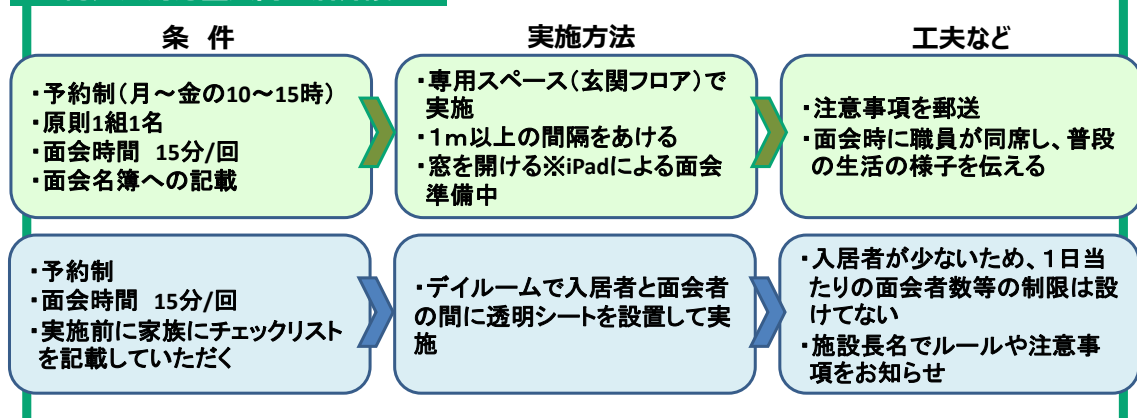 条 件
実施方法
工夫など
・予約制(月～金の10～15時)
・原則1組1名
・面会時間 15分/回
・面会名簿への記載
・専用スペース(玄関フロア)で
実施
・1m以上の間隔をあける
・窓を開ける※iPadによる面会
準備中
・注意事項を郵送
・面会時に職員が同席し、普段
の生活の様子を伝える
・予約制
・面会時間 15分/回
・実施前に家族にチェックリスト
を記載していただく
・デイルームで入居者と面会者
の間に透明シートを設置して実
施
・入居者が少ないため、1日当
たりの面会者数等の制限は設
けてない
・施設長名でルールや注意事
項をお知らせ